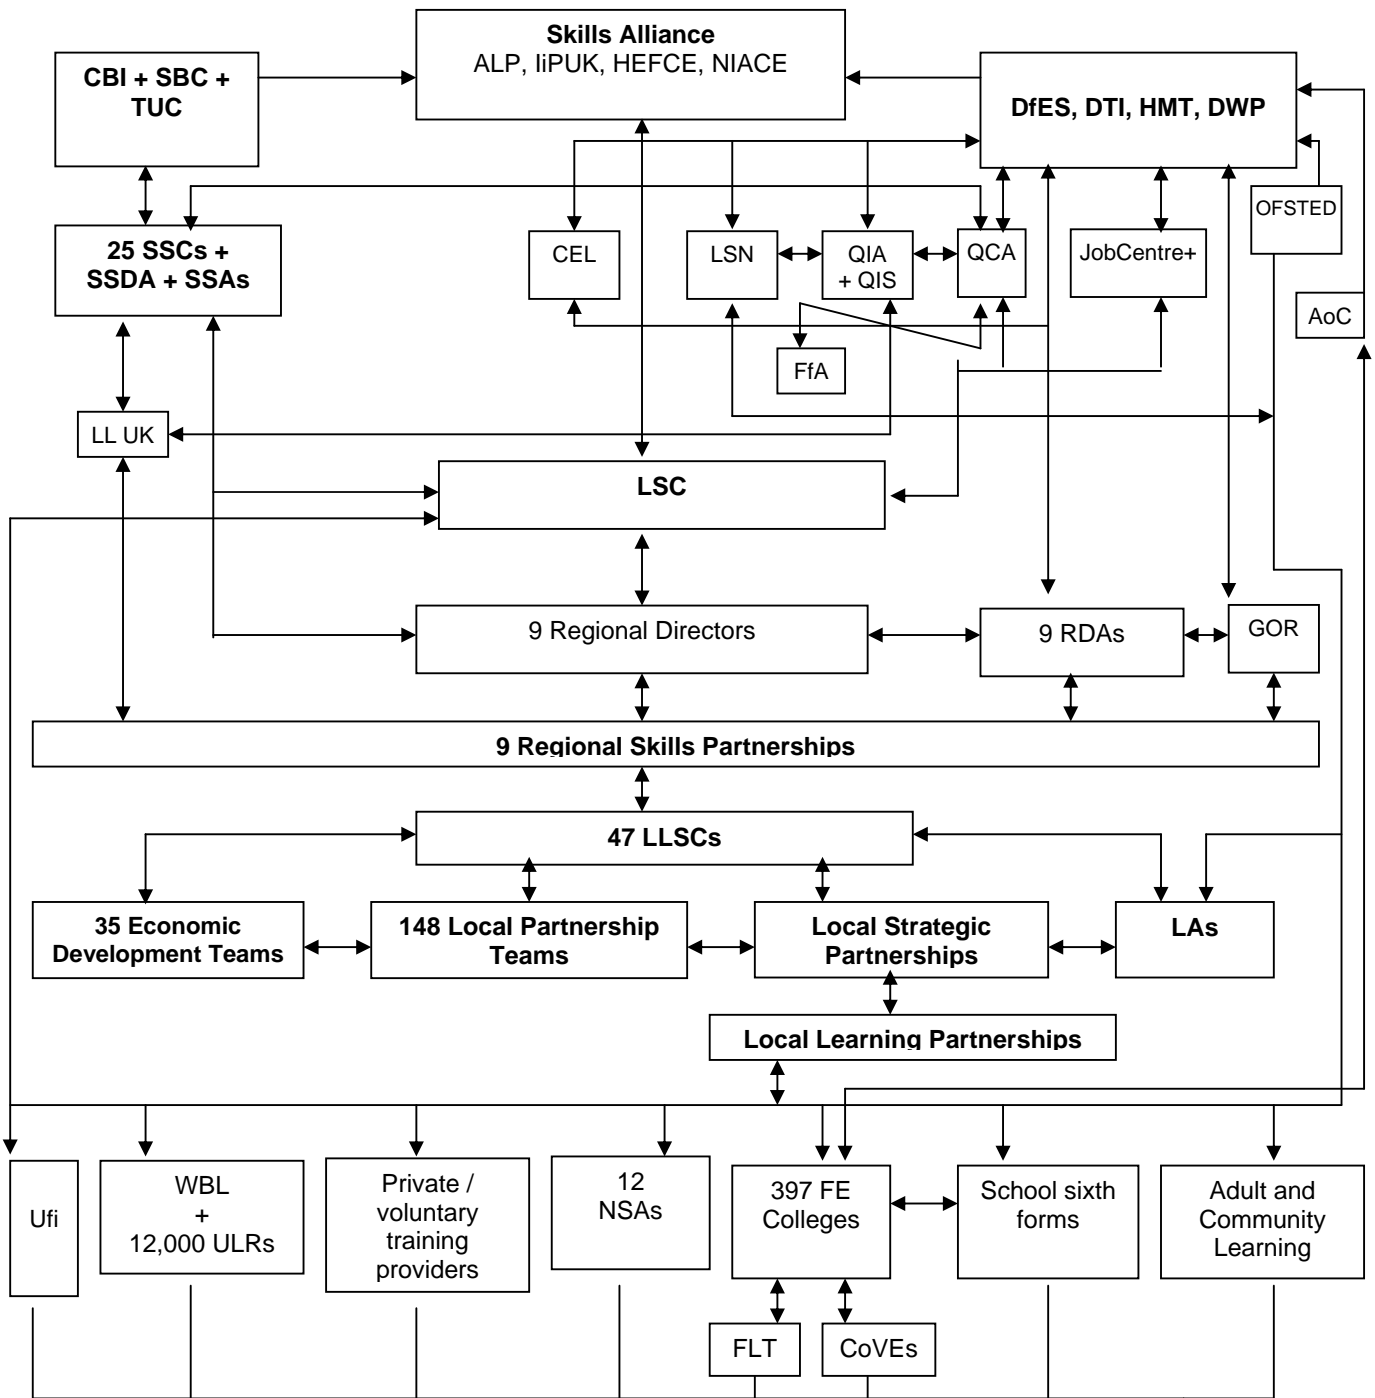 Skills Alliance
ALP, IiPUK, HEFCE, NIACE
CBI + SBC +
TUC
DfES, DTI, HMT, DWP
OFSTED
25 SSCs +
SSDA + SSAs
CEL
LSN
QIA
+ QIS
QCA
JobCentre+
AoC
FfA
LL UK
LSC
9 Regional Directors
9 RDAs
GOR
9 Regional Skills Partnerships
47 LLSCs
35 Economic
Development Teams
148 Local Partnership
Teams
Local Strategic
Partnerships
LAs
Local Learning Partnerships
Ufi
WBL
+
12,000 ULRs
Private /
voluntary
training
providers
12
NSAs
397 FE
Colleges
School sixth
forms
Adult and
Community
Learning
FLT
CoVEs